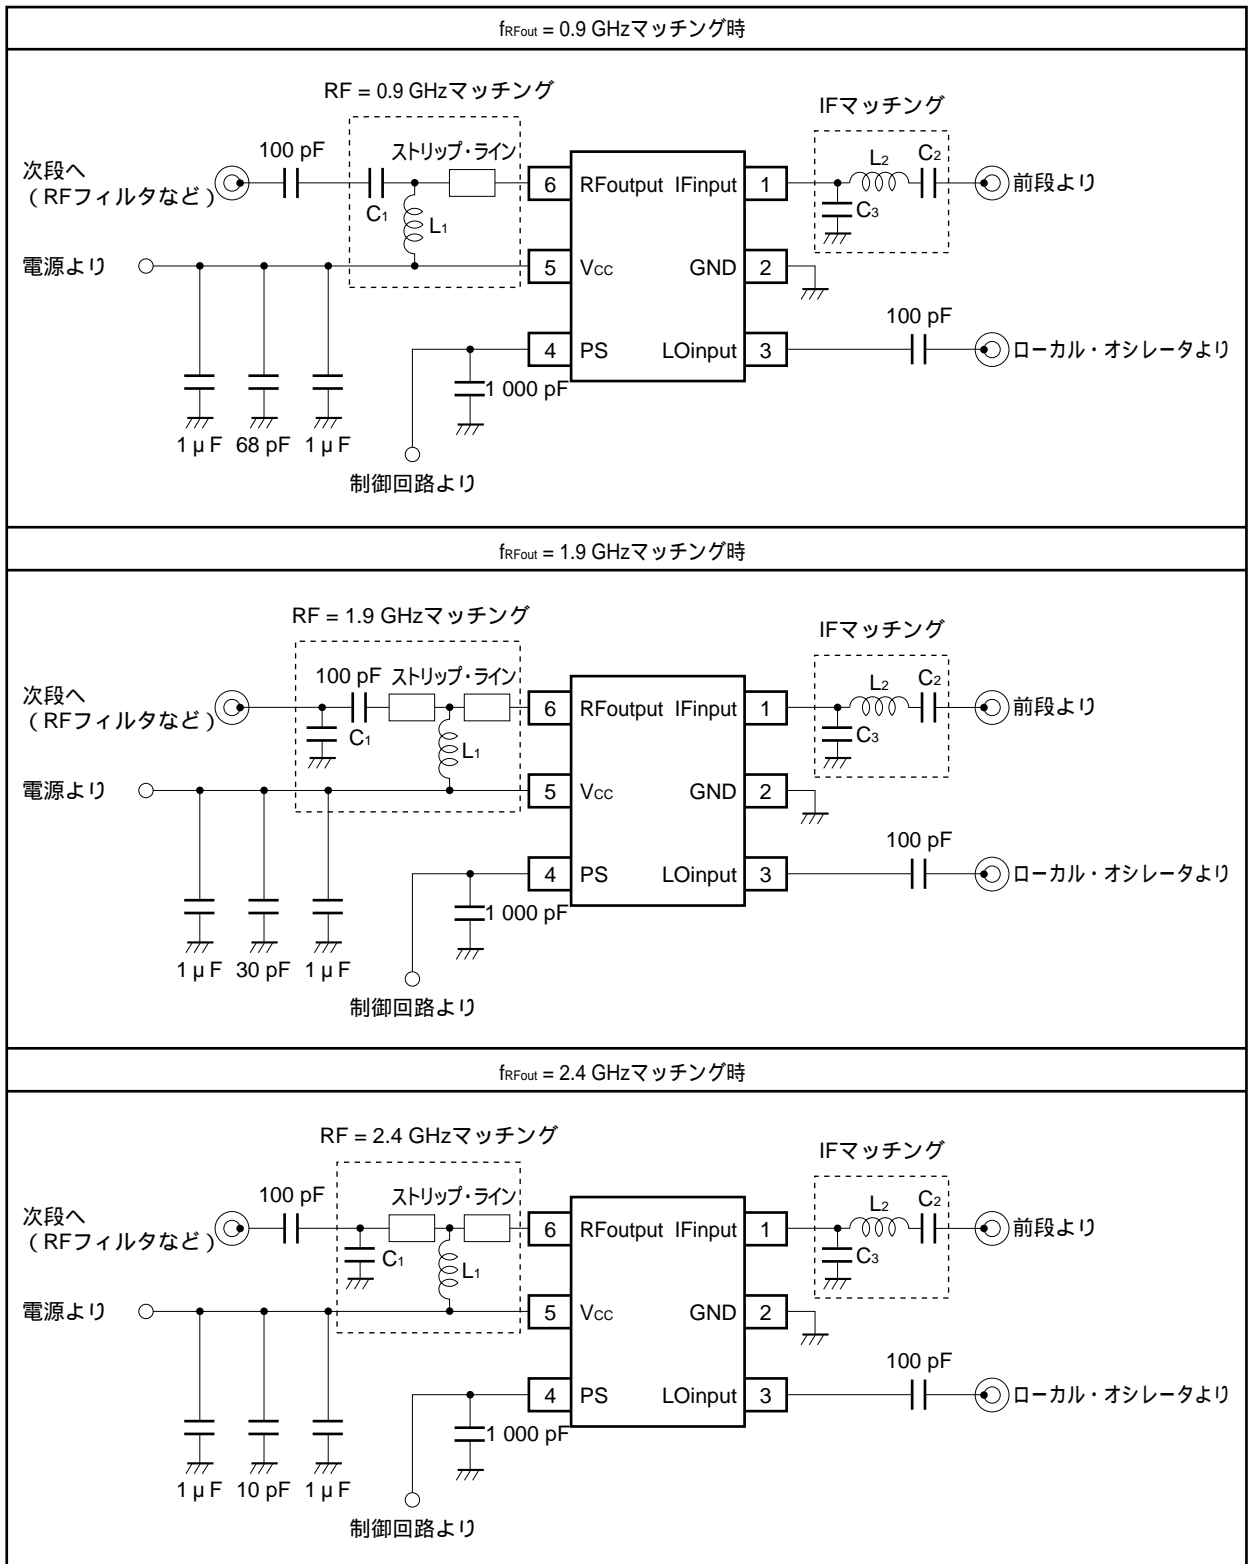 fRFout = 0.9 GHzマッチング時
RF = 0.9 GHzマッチング
IFマッチング
100 pF
ストリップ・ライン
次段へ
（RFフィルタなど）
C1
L1
6
RFoutput
IFinput
1
L2
C2
C3
前段より
電源より
5
VCC
GND
2
100 pF
4
PS
LOinput
3
ローカル・オシレータより
1 000 pF
1 μF
68 pF
1 μF
制御回路より
fRFout = 1.9 GHzマッチング時
RF = 1.9 GHzマッチング
IFマッチング
100 pF
ストリップ・ライン
次段へ
（RFフィルタなど）
C1
L1
6
RFoutput
IFinput
1
L2
C2
C3
前段より
電源より
5
VCC
GND
2
100 pF
4
PS
LOinput
3
ローカル・オシレータより
1 000 pF
1 μF
30 pF
1 μF
制御回路より
fRFout = 2.4 GHzマッチング時
RF = 2.4 GHzマッチング
IFマッチング
100 pF
ストリップ・ライン
次段へ
（RFフィルタなど）
C1
L1
6
RFoutput
IFinput
1
L2
C2
C3
前段より
電源より
5
VCC
GND
2
100 pF
4
PS
LOinput
3
ローカル・オシレータより
1 000 pF
1 μF
10 pF
1 μF
制御回路より